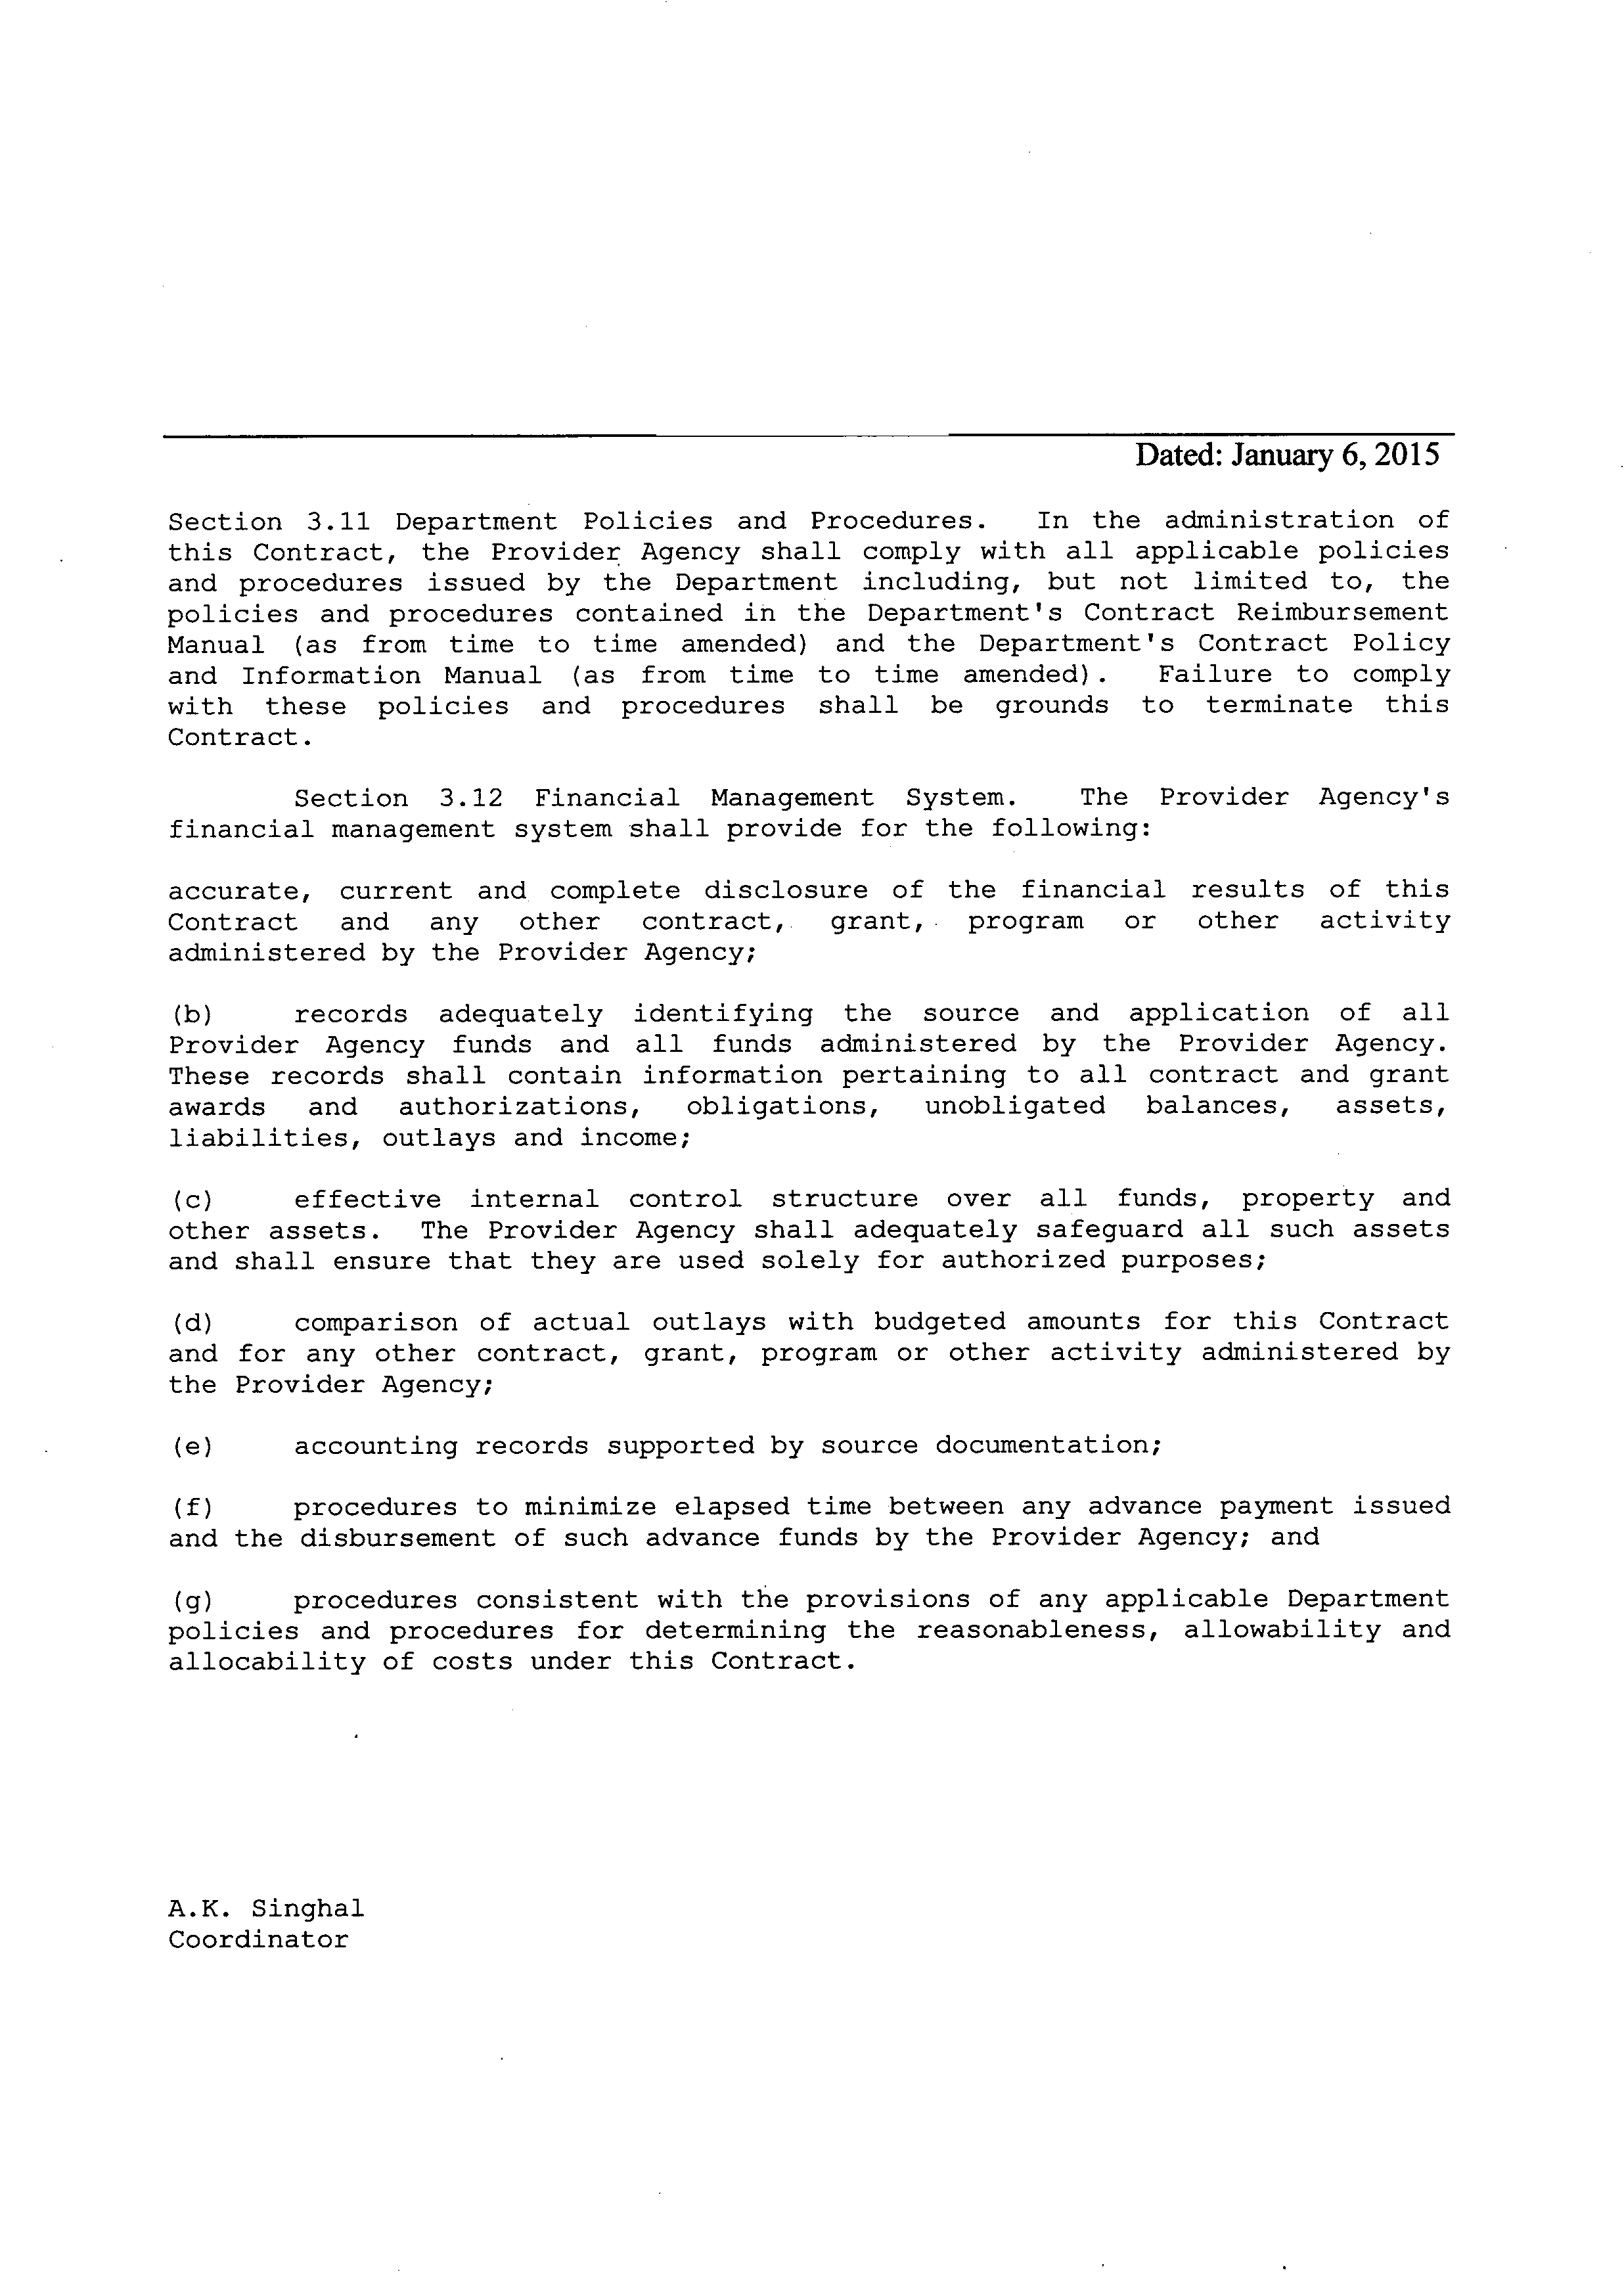 Dated: January 6, 2015
Section 3.11 Department Policies and Procedures. In the administration of
this Contract, the Provider Agency shall comply with all applicable policies
and procedures issued by the Department including, but not limited to, the
policies and procedures contained in the Department's Contract Reimbursement
Manual (as from time to time amended) and the Department's Contract Policy
and Information Manual (as from time to time amended). Failure to comply
with these policies and procedures shall be grounds to terminate this
Contract.
Section 3.12 Financial Management System. The Provider Agency's
financial management system shall provide for the following:
accurate, current and complete disclosure of the financial results of this
Contract and any other contract, grant, program or other activity
administered by the Provider Agency;
(b) records adequately identifying the source and application of all
Provider Agency funds and all funds administered by the Provider Agency.
These records shall contain information pertaining to all contract and grant
awards and authorizations, obligations, unobligated balances, assets,
liabilities, outlays and income;
(c) effective internal control structure over all funds, property and
other assets. The Provider Agency shall adequately safeguard all such assets
and shall ensure that they are used solely for authorized purposes;
(d) comparison of actual outlays with budgeted amounts for this Contract
and for any other contract, grant, program or other activity administered by
the Provider Agency;
(e) accounting records supported by source documentation;
(f) procedures to minimize elapsed time between any advance payment issued
and the disbursement of such advance funds by the Provider Agency; and
(g) procedures consistent with the provisions of any applicable Department
policies and procedures for determining the reasonableness, allowability and
allocability of costs under this Contract.
A.K. Singhal
Coordinator